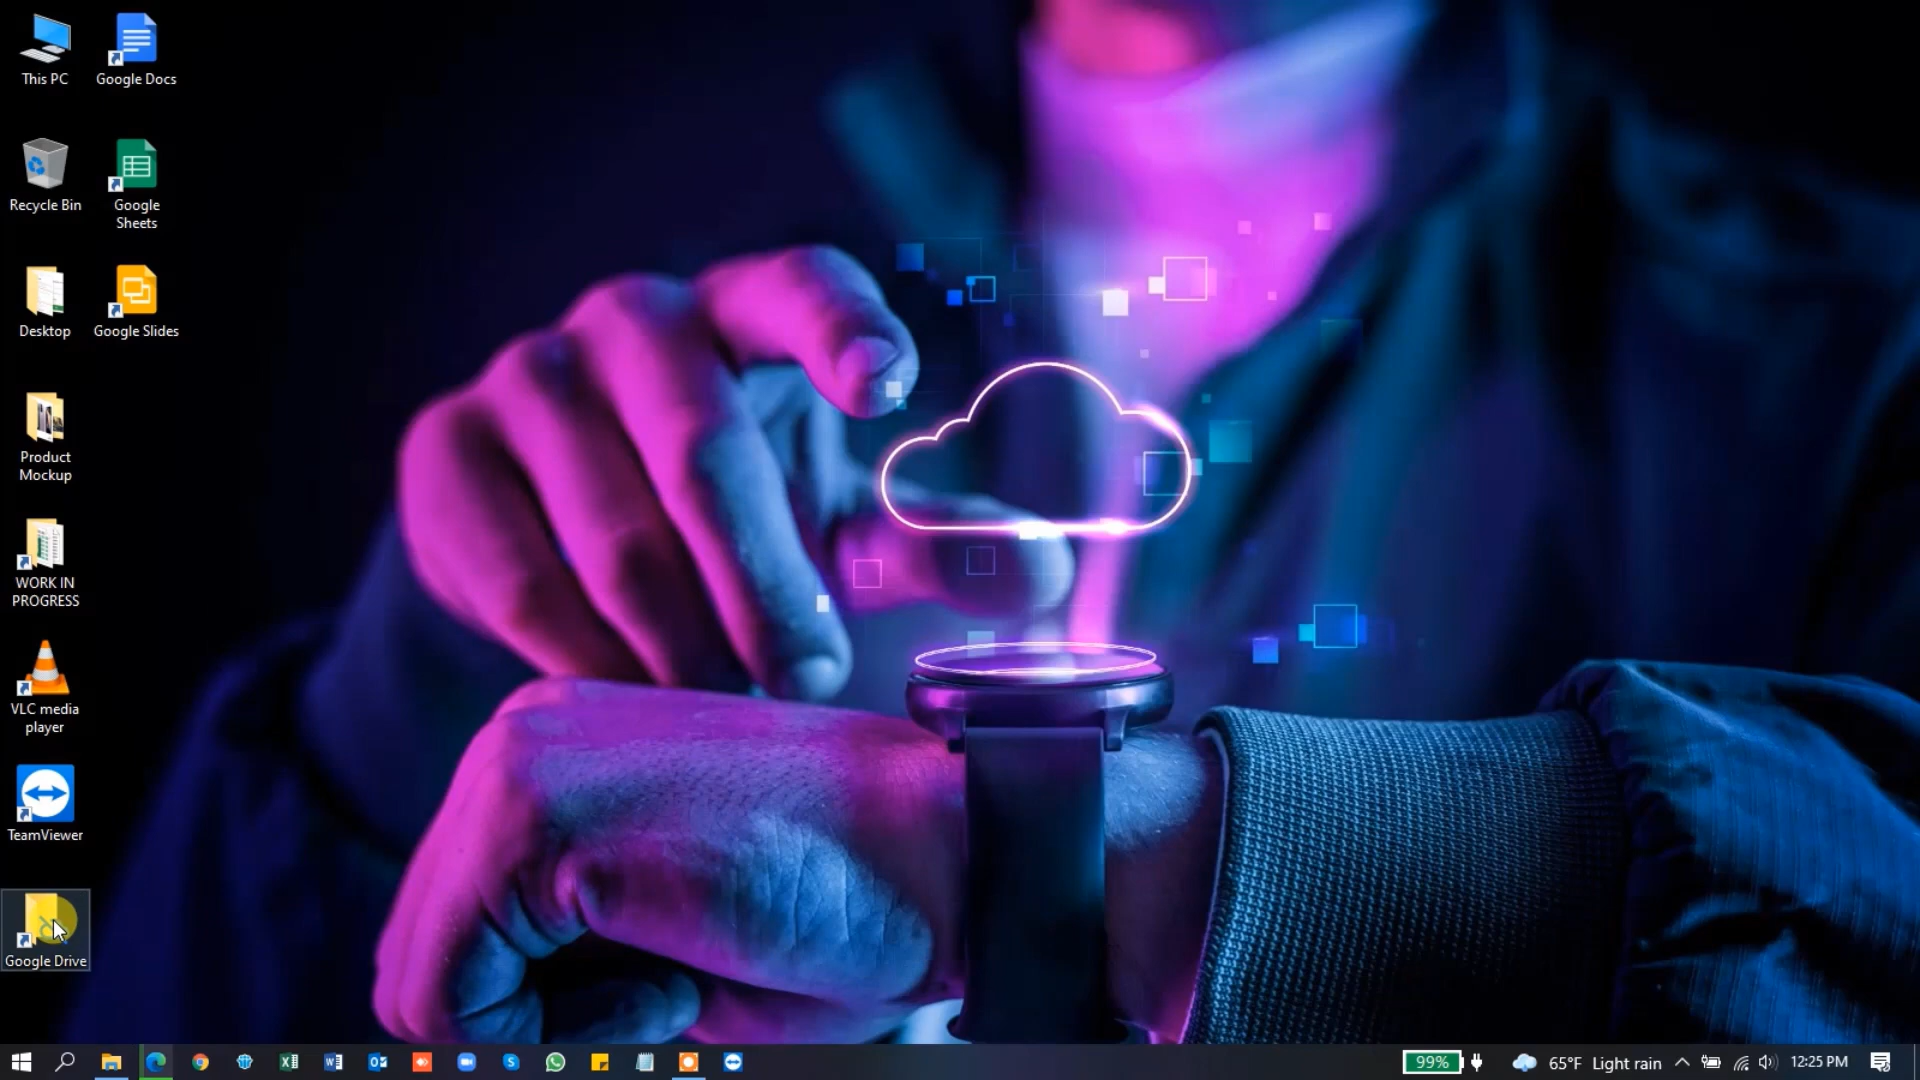 This PC
Google Docs
Recycle Bin
Google
Sheets
Desktop
Google Slides
Product
Mockup
WORK IN
PROGRESS
VLC media
player
TeamViewer
Google Drive
99%
65°F Light rain
12:25 PM